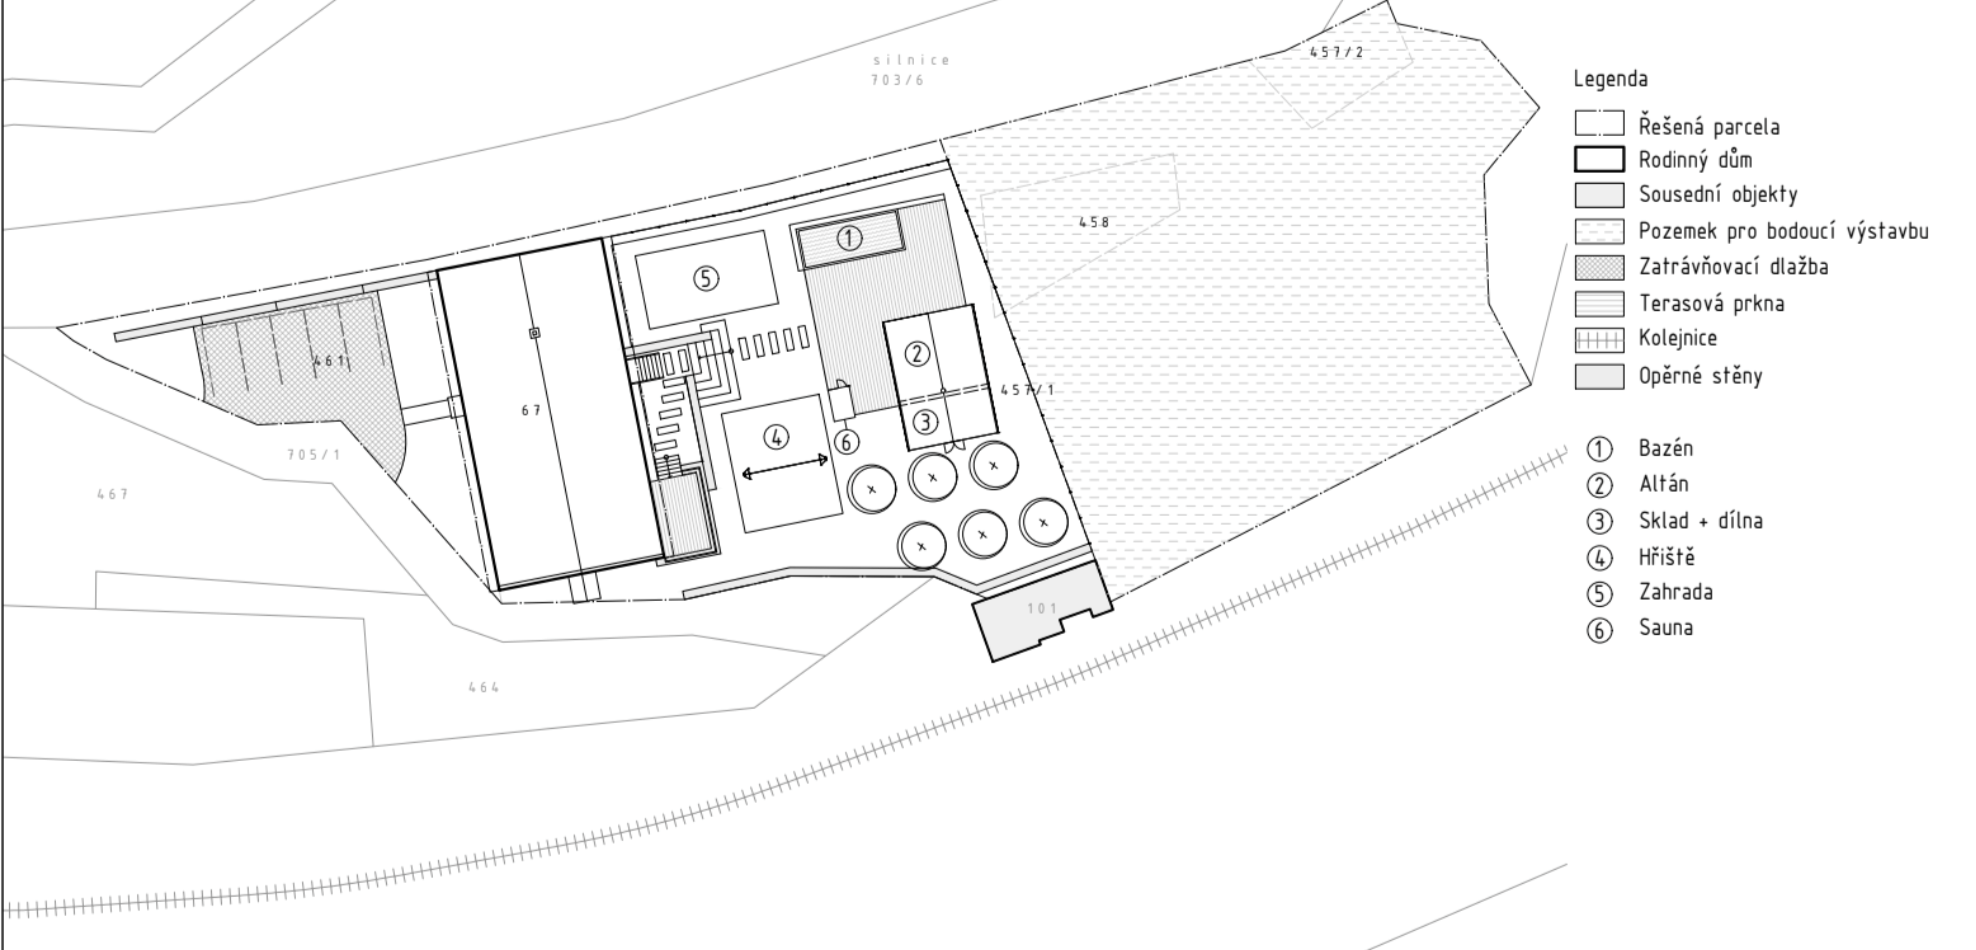 silnice
703/6
457/2
458
461
67
457/1
705/1
467
464
101
1
5
2
3
4
6
Legenda
Řešená parcela
Rodinný dům
Sousední objekty
Pozemek pro bodoucí výstavbu
Zatrávňovací dlažba
Terasová prkna
Kolejnice
Opěrné stěny
1 Bazén
2 Altán
3 Sklad + dílna
4 Hřiště
5 Zahrada
6 Sauna